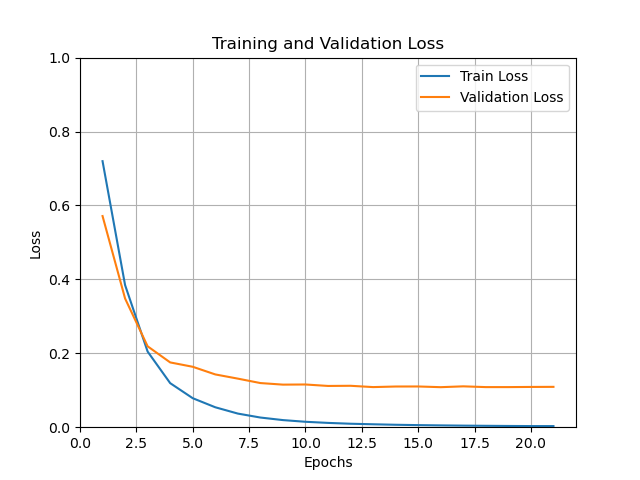 Training and Validation Loss
Train Loss
Validation Loss
1.0
0.8
0.6
0.4
0.2
0.0
Loss
0.0 2.5 5.0 7.5 10.0 12.5 15.0 17.5 20.0
Epochs